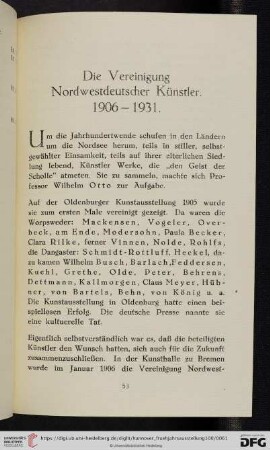 Die Vereinigung
Nordwestdeutscher Künstler.
1906 – 1931.
Um die Jahrhundertwende schufen in den Ländern
um die Nordsee herum, teils in stiller, selbst-
gewählter Einsamkeit, teils auf ihrer elterlichen Sied-
lung lebend, Künstler Werke, die „den Geist der
Scholle“ atmeten. Sie zu sammeln, machte sich Pro-
fessor Wilhelm Otto zur Aufgabe.
Auf der Oldenburger Kunstausstellung 1905 wurde
sie zum ersten Male vereinigt gezeigt. Da waren die
Worpsweder: Mackensen, Vogeler, Over-
beck, am Ende, Modersohn, Paula Becker,
Clara Rilke, ferner Vinnen, Nolde, Rohlfs,
die Dangaster: Schmidt-Rottluff, Heckel, da-
zu kamen Wilhelm Busch, Barlach, Feddersen,
Kuehl, Grethe, Olde, Peter, Behrens,
Dettmann, Kallmorgen, Claus Meyer, Hüb-
ner, von Bartels, Behn, von König u. a.
Die Kunstausstellung in Oldenburg hatte einen bei-
spiellosen Erfolg. Die deutsche Presse nannte sie
eine kulturelle Tat.
Eigentlich selbstverständlich war es, daß die beteiligten
Künstler den Wunsch hatten, sich auch für die Zukunft
zusammenzuschließen. In der Kunsthalle zu Bremen
wurde im Januar 1906 die Vereinigung Nordwest-
53